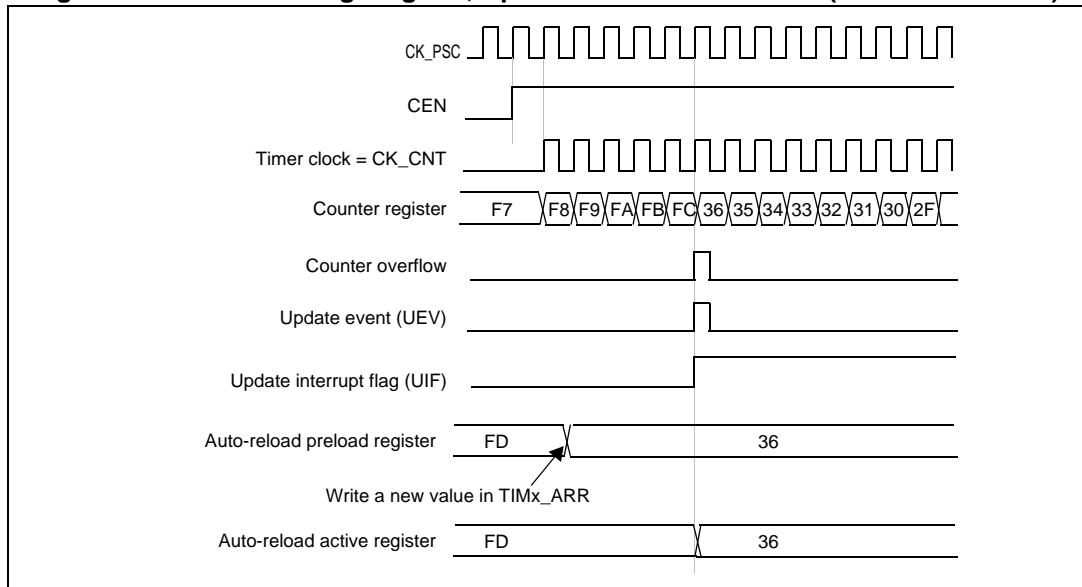 CK_PSC
CEN
Timer clock = CK_CNT
Counter register F7 F8 F9 FA FB FC 36 35 34 33 32 31 30 2F
Counter overflow
Update event (UEV)
Update interrupt flag (UIF)
Auto-reload preload register FD 36
Write a new value in TIMx_ARR
Auto-reload active register FD 36